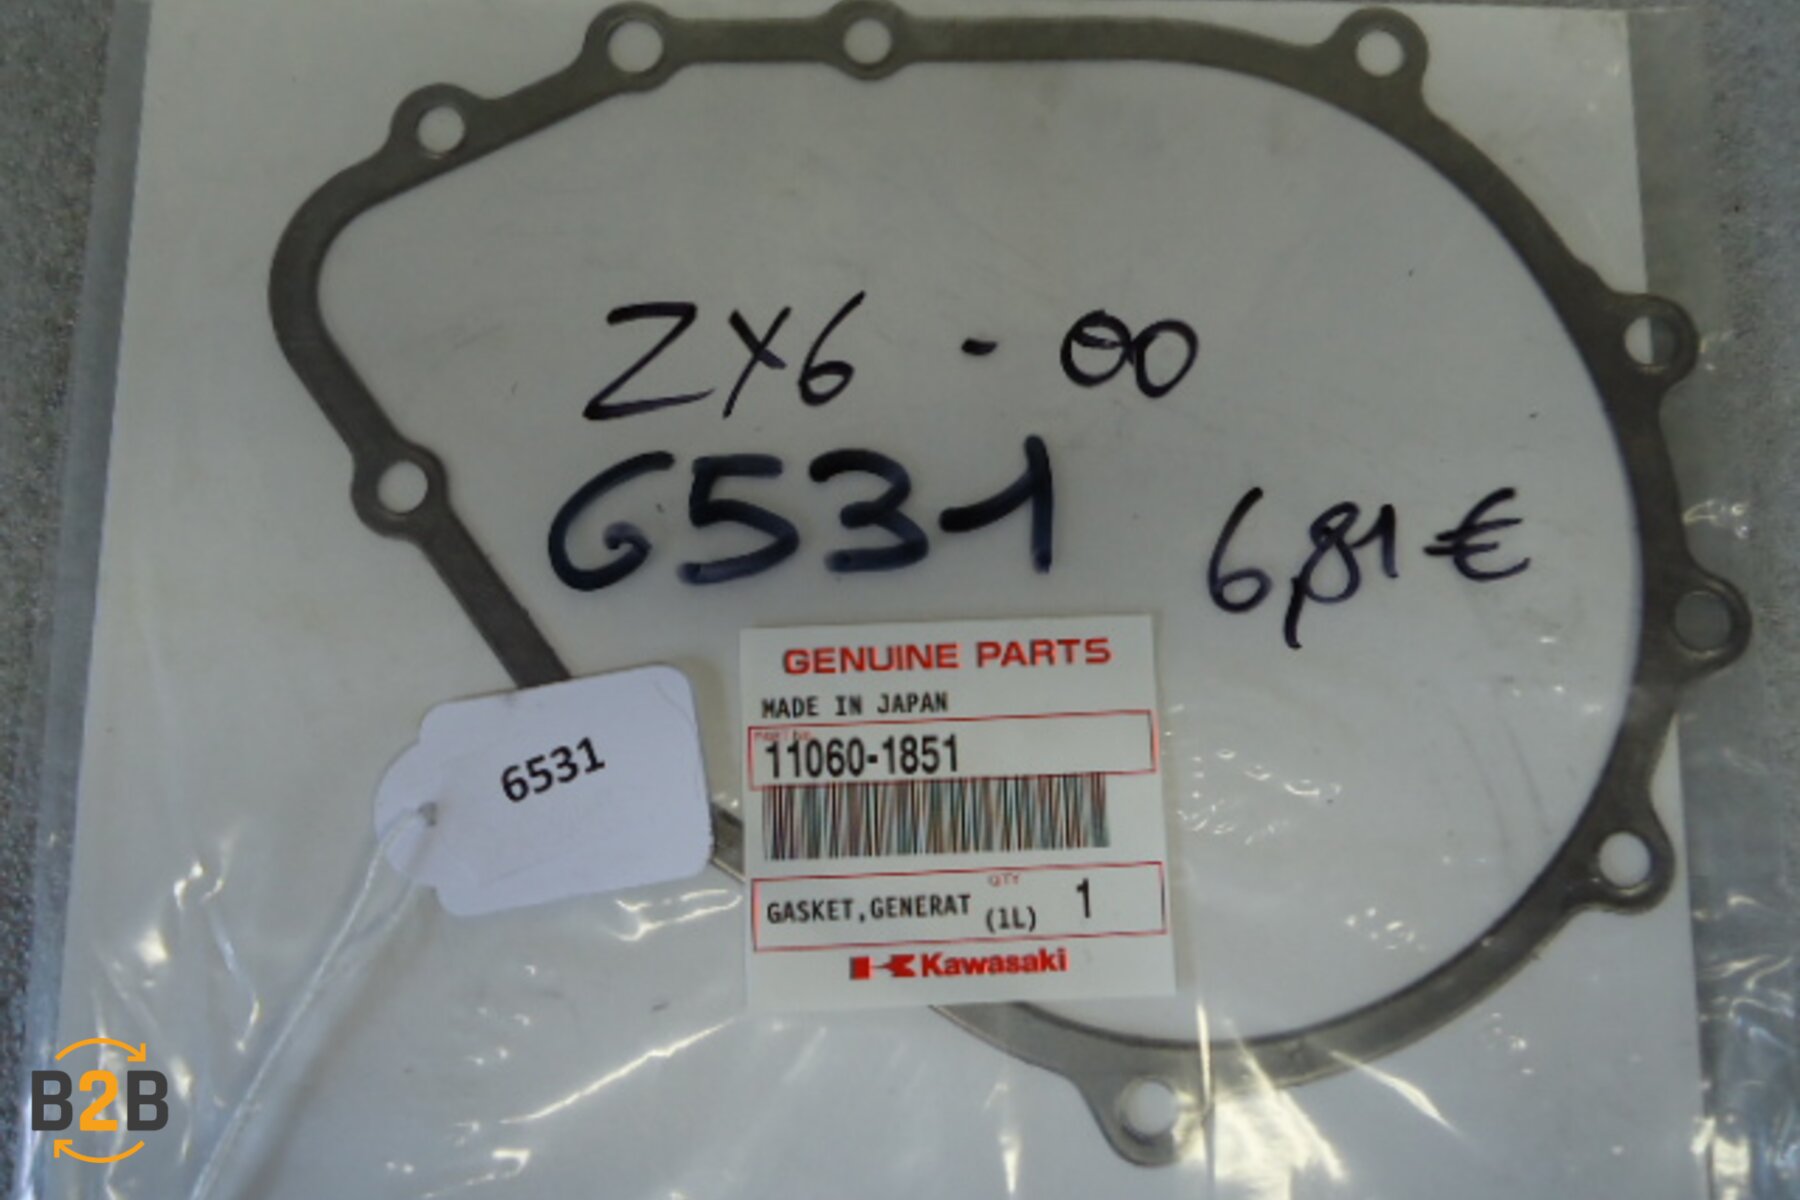 ZX6 - 00
6531
6,81 €
GENUINE PARTS
MADE IN JAPAN
11060-1851
GASKET,GENERAT
QTY
(1L)
1
Kawasaki
6531
B2B